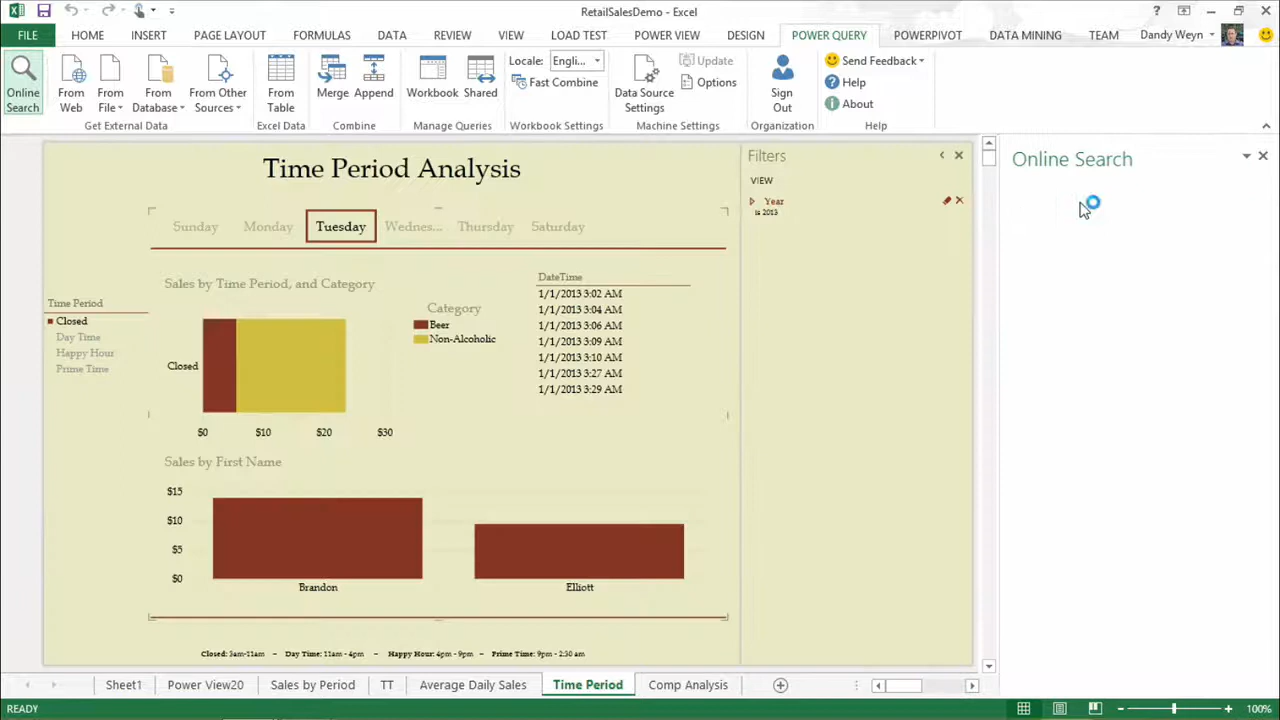 RetailSalesDemo - Excel
FILE HOME INSERT PAGE LAYOUT FORMULAS DATA REVIEW VIEW LOAD TEST POWER VIEW DESIGN POWER QUERY POWERPIVOT DATA MINING TEAM Dandy Weyn
Online Search
From Web
From File
From Database
From Other Sources
Get External Data
From Table
Excel Data
Merge Append
Combine
Workbook Shared
Manage Queries
Locale: Engli...
Fast Combine
Workbook Settings
Data Source Settings
Update
Options
Machine Settings
Sign Out
Organization
Send Feedback
Help
About
Help
Time Period Analysis
Sunday Monday Tuesday Wednes... Thursday Saturday
Time Period
Closed
Day Time
Happy Hour
Prime Time
Sales by Time Period, and Category
Closed
$0 $10 $20 $30
Category
Beer
Non-Alcoholic
DateTime
1/1/2013 3:02 AM
1/1/2013 3:04 AM
1/1/2013 3:06 AM
1/1/2013 3:09 AM
1/1/2013 3:10 AM
1/1/2013 3:27 AM
1/1/2013 3:29 AM
Sales by First Name
$15
$10
$5
$0
Brandon Elliott
Closed: 3am-11am – Day Time: 11am - 4pm – Happy Hour: 4pm - 9pm – Prime Time: 9pm - 2:30 am
Filters
VIEW
Year
is 2013
Online Search
Sheet1 Power View20 Sales by Period TT Average Daily Sales Time Period Comp Analysis
READY
100%